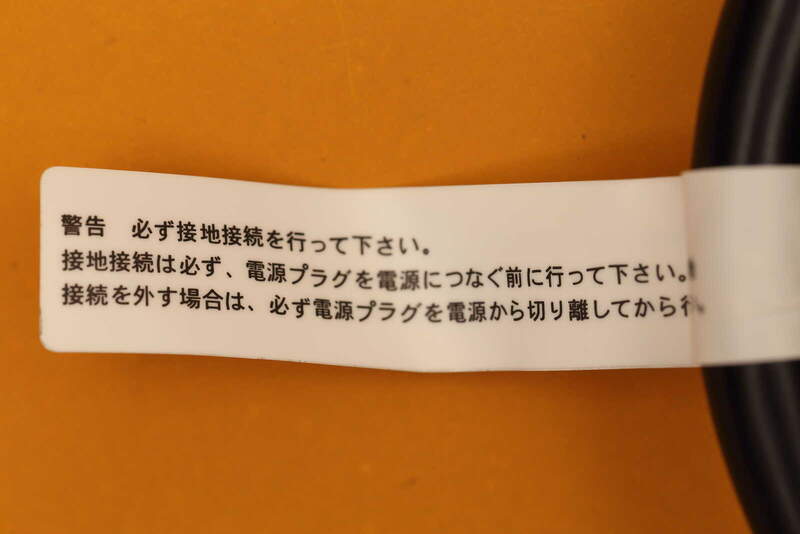 警告　必ず接地接続を行って下さい。
接地接続は必ず、電源プラグを電源につなぐ前に行って下さい。
接続を外す場合は、必ず電源プラグを電源から切り離してから行